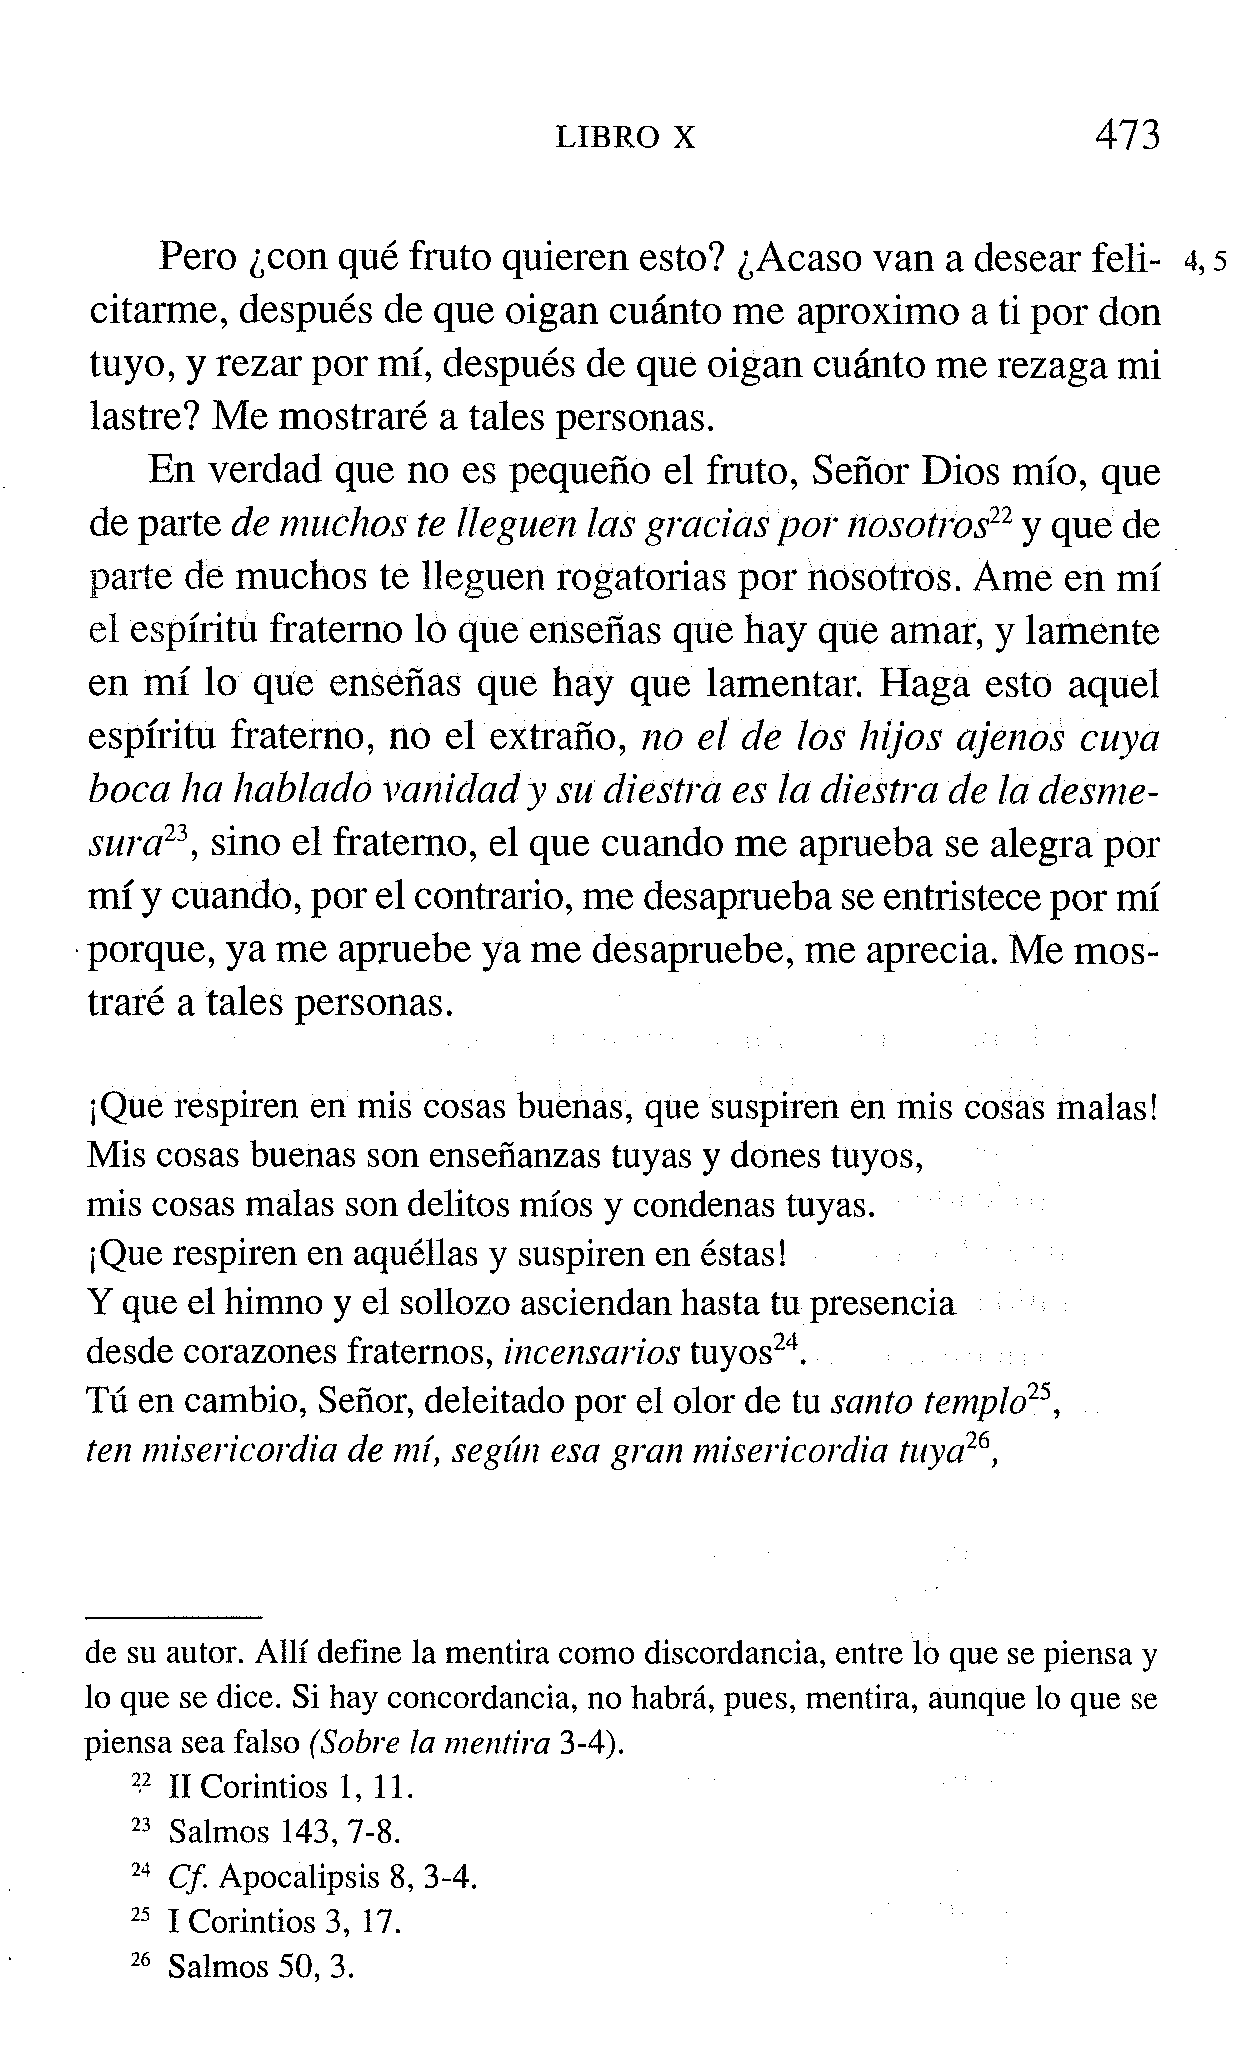 LIBRO X 473
Pero ¿con qué fruto quieren esto? ¿Acaso van a desear feli- 4, 5
citarme, después de que oigan cuánto me aproximo a ti por don
tuyo, y rezar por mí, después de que oigan cuánto me rezaga mi
lastre? Me mostraré a tales personas.
En verdad que no es pequeño el fruto, Señor Dios mío, que
de parte de muchos te lleguen las gracias por nosotros²² y que de
parte de muchos te lleguen rogatorias por nosotros. Ame en mí
el espíritu fraterno lo que enseñas que hay que amar, y lamente
en mí lo que enseñas que hay que lamentar. Haga esto aquel
espíritu fraterno, no el extraño, no el de los hijos ajenos cuya
boca ha hablado vanidad y su diestra es la diestra de la desme-
sura²³, sino el fraterno, el que cuando me aprueba se alegra por
mí y cuando, por el contrario, me desaprueba se entristece por mí
porque, ya me apruebe ya me desapruebe, me aprecia. Me mos-
traré a tales personas.
¡Que respiren en mis cosas buenas, que suspiren en mis cosas malas!
Mis cosas buenas son enseñanzas tuyas y dones tuyos,
mis cosas malas son delitos míos y condenas tuyas.
¡Que respiren en aquéllas y suspiren en éstas!
Y que el himno y el sollozo asciendan hasta tu presencia
desde corazones fraternos, incensarios tuyos²⁴.
Tú en cambio, Señor, deleitado por el olor de tu santo templo²⁵,
ten misericordia de mí, según esa gran misericordia tuya²⁶,
de su autor. Allí define la mentira como discordancia, entre lo que se piensa y
lo que se dice. Si hay concordancia, no habrá, pues, mentira, aunque lo que se
piensa sea falso (Sobre la mentira 3-4).
²² II Corintios 1, 11.
²³ Salmos 143, 7-8.
²⁴ Cf. Apocalipsis 8, 3-4.
²⁵ I Corintios 3, 17.
²⁶ Salmos 50, 3.